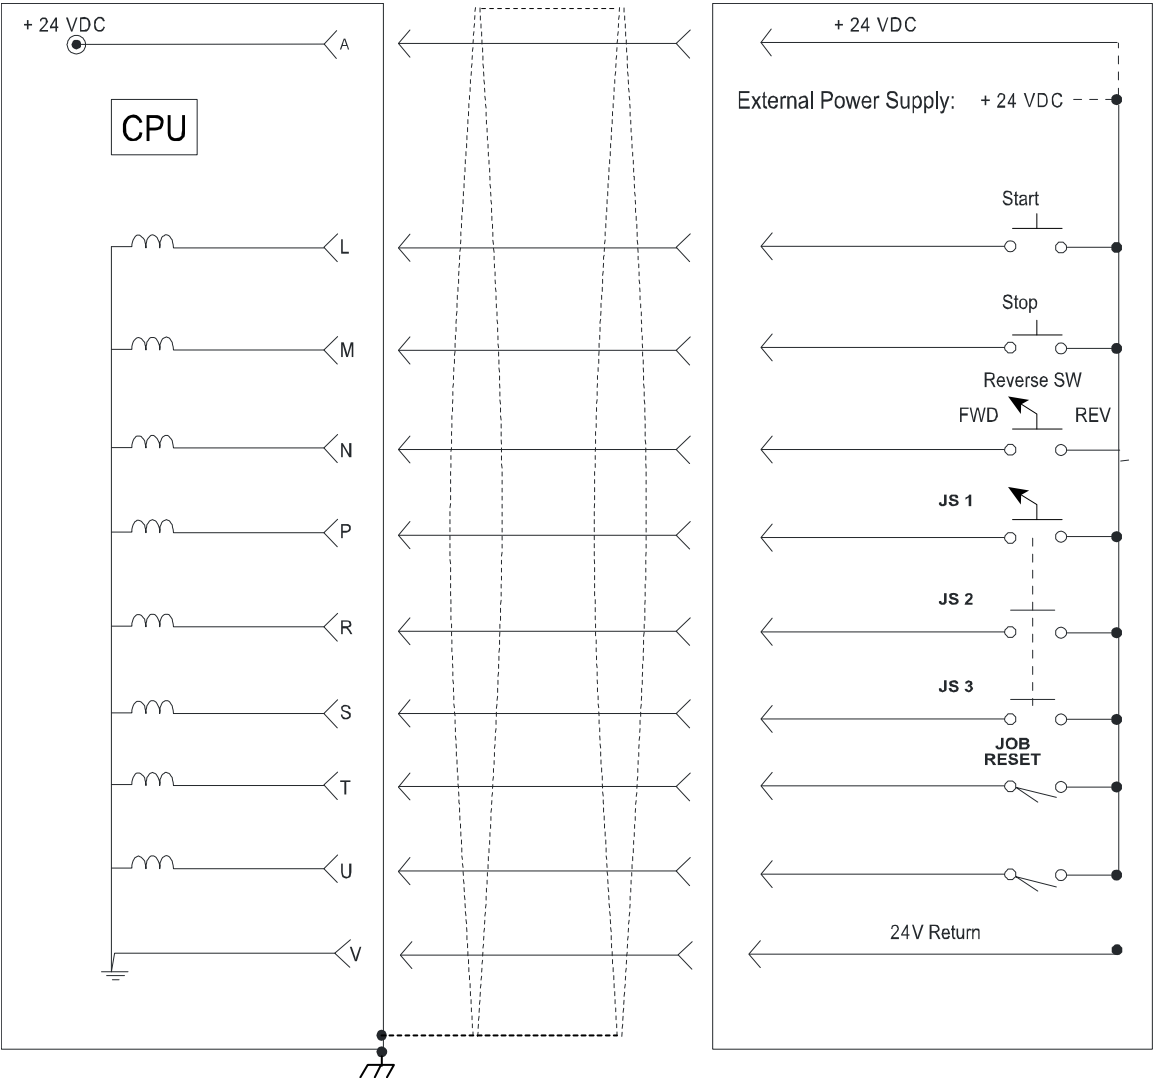 + 24 VDC
A
+ 24 VDC
External Power Supply: + 24 VDC
CPU
Start
L
Stop
M
Reverse SW
FWD REV
N
JS 1
P
JS 2
R
JS 3
S
JOB
RESET
T
U
24V Return
V